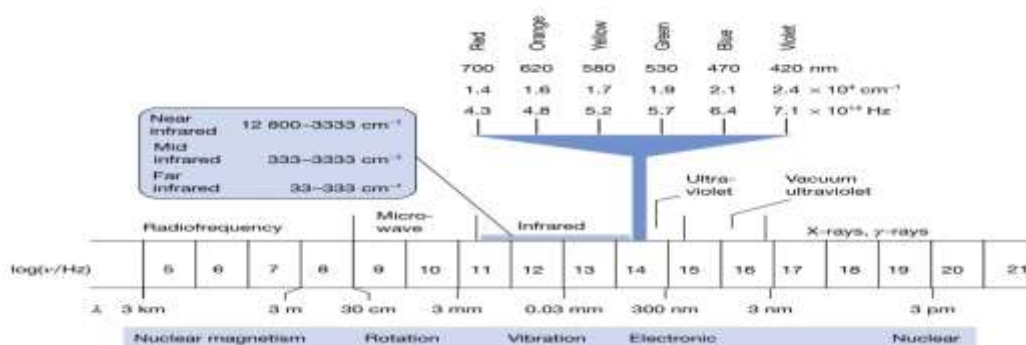 Red Orange Yellow Green Blue Violet
700 620 580 530 470 420 nm
1.4 1.6 1.7 1.9 2.1 2.4 × 10⁴ cm⁻¹
4.3 4.8 5.2 5.7 6.4 7.1 × 10¹⁴ Hz
Near infrared 12 800–3333 cm⁻¹
Mid infrared 333–3333 cm⁻¹
Far infrared 33–333 cm⁻¹
Radiofrequency Micro-wave Infrared Ultra-violet Vacuum ultraviolet X-rays, γ-rays
log(ν/Hz) 5 6 7 8 9 10 11 12 13 14 15 16 17 18 19 20 21
λ 3 km 3 m 30 cm 3 mm 0.03 mm 300 nm 3 nm 3 pm
Nuclear magnetism Rotation Vibration Electronic Nuclear